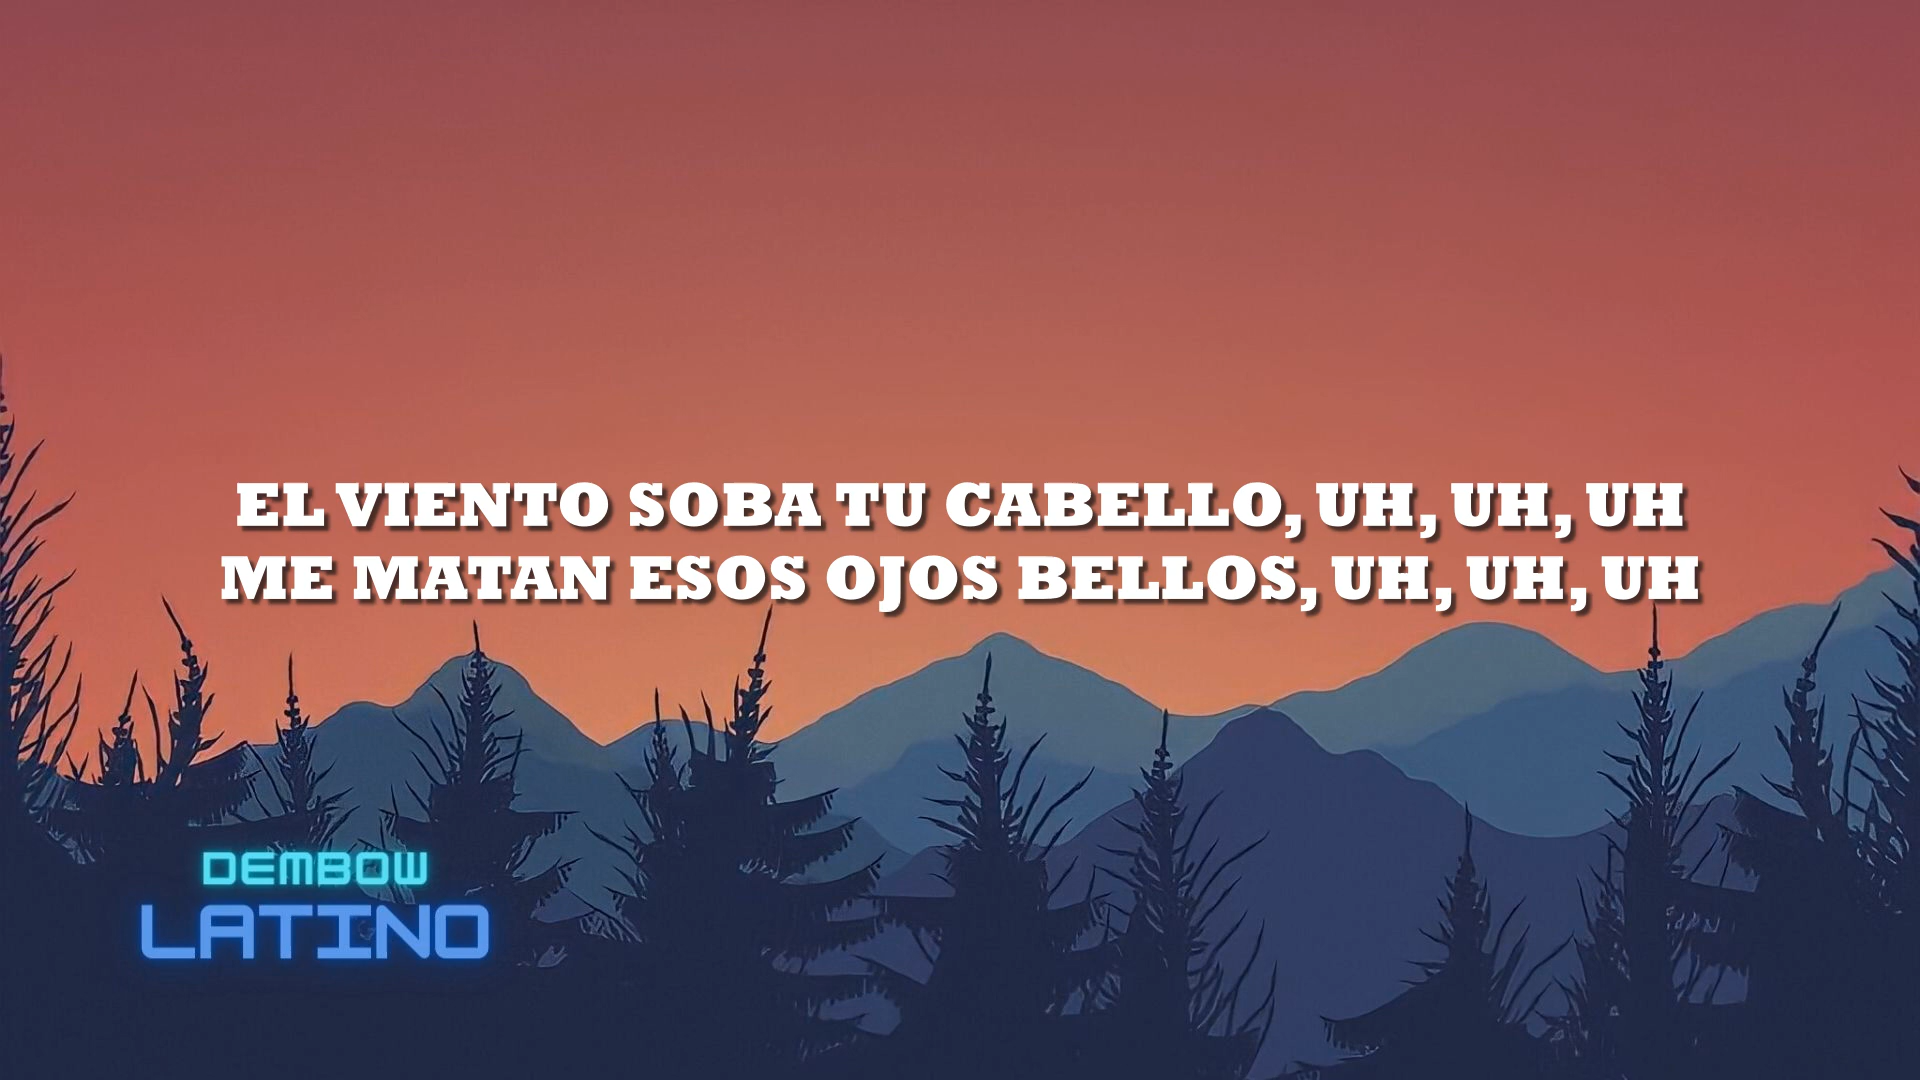 EL VIENTO SOBA TU CABELLO, UH, UH, UH
ME MATAN ESOS OJOS BELLOS, UH, UH, UH
DEMBOW
LATINO